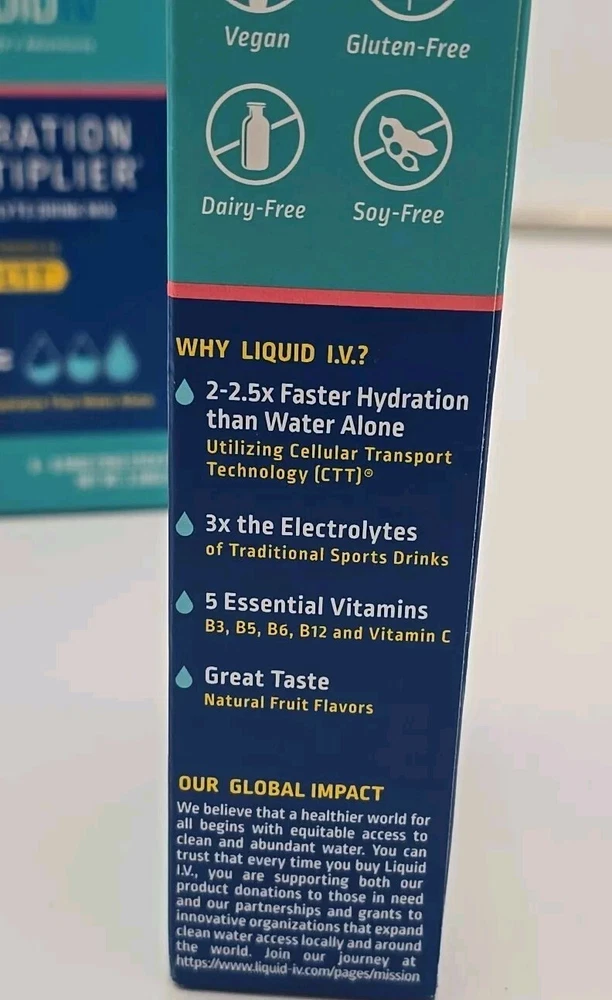 Vegan
Gluten-Free
Dairy-Free
Soy-Free
WHY LIQUID I.V.?
2-2.5x Faster Hydration
than Water Alone
Utilizing Cellular Transport
Technology (CTT)®
3x the Electrolytes
of Traditional Sports Drinks
5 Essential Vitamins
B3, B5, B6, B12 and Vitamin C
Great Taste
Natural Fruit Flavors
OUR GLOBAL IMPACT
We believe that a healthier world for
all begins with equitable access to
clean and abundant water. You can
trust that every time you buy Liquid
I.V., you are supporting both our
product donations to those in need
and our partnerships and grants to
innovative organizations that expand
clean water access locally and around
the world. Join our journey at
https://www.liquid-iv.com/pages/mission
RATION
TIPLIER